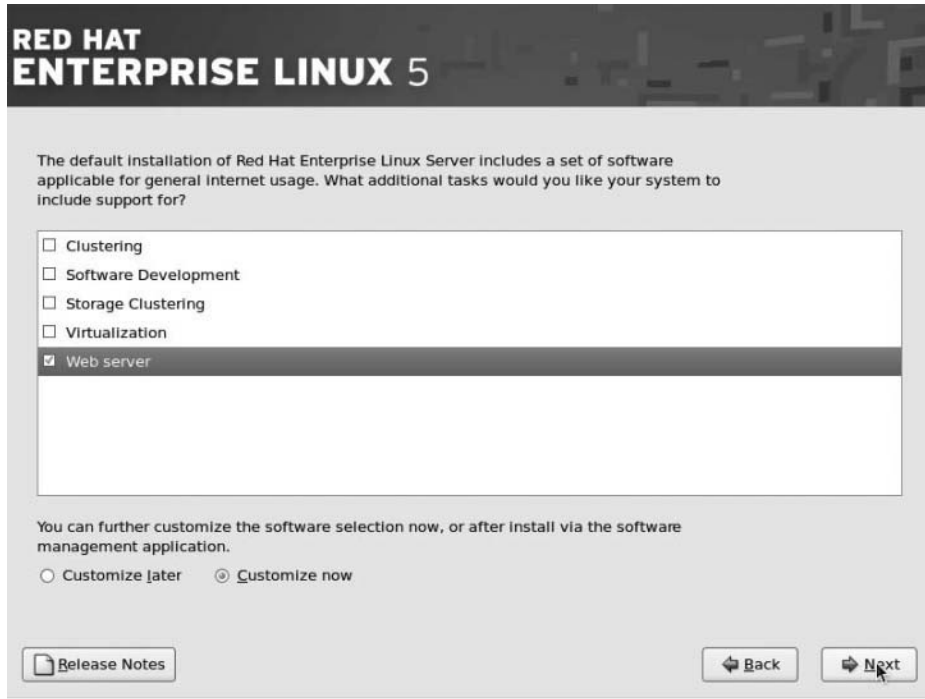 RED HAT
ENTERPRISE LINUX 5
The default installation of Red Hat Enterprise Linux Server includes a set of software
applicable for general internet usage. What additional tasks would you like your system to
include support for?
Clustering
Software Development
Storage Clustering
Virtualization
Web server
You can further customize the software selection now, or after install via the software
management application.
Customize later Customize now
Release Notes Back Next